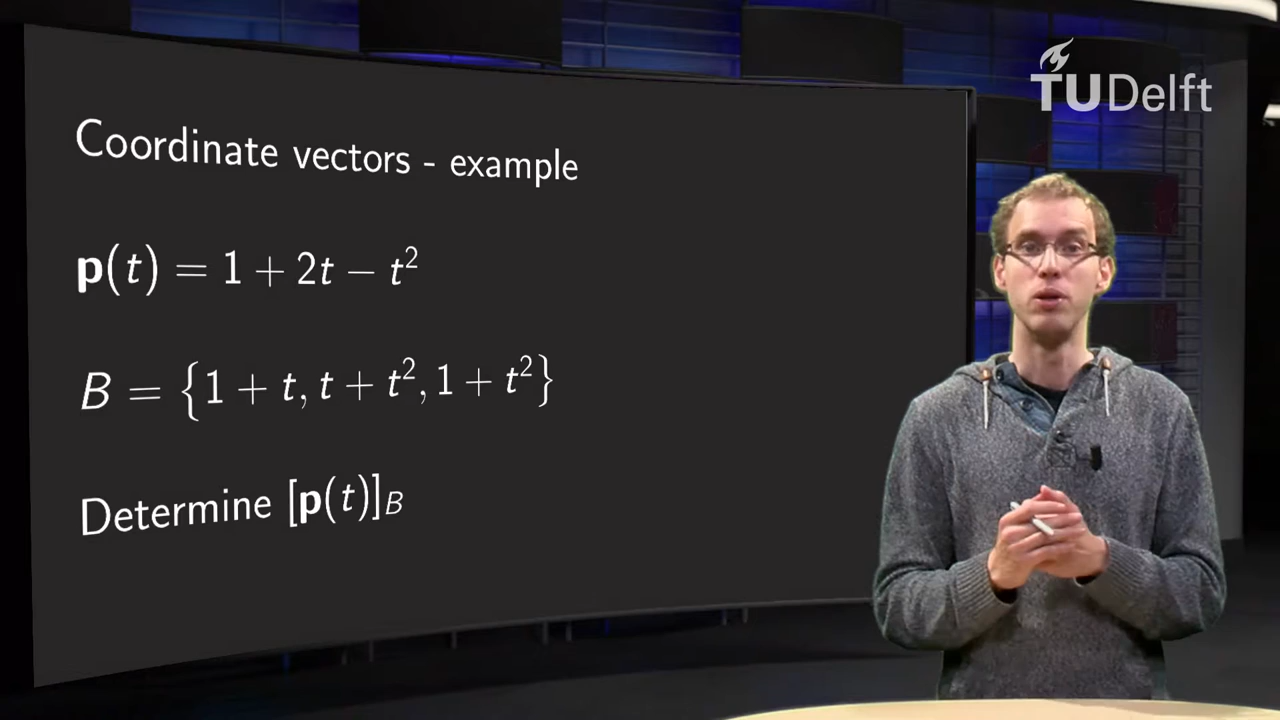 TUDelft
Coordinate vectors - example
p(t) = 1 + 2t − t²
B = {1 + t, t + t², 1 + t²}
Determine [p(t)]_B